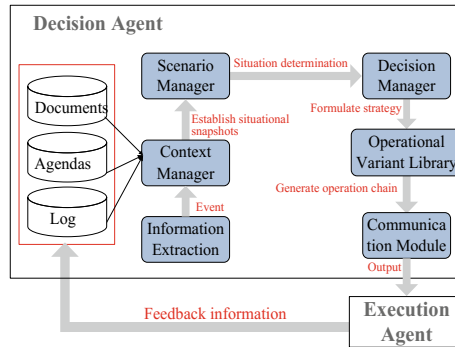 Decision Agent
Documents
Agendas
Log
Scenario
Manager
Situation determination
Decision
Manager
Establish situational
snapshots
Formulate strategy
Context
Manager
Operational
Variant Library
Event
Generate operation chain
Information
Extraction
Communica
tion Module
Output
Feedback information
Execution
Agent